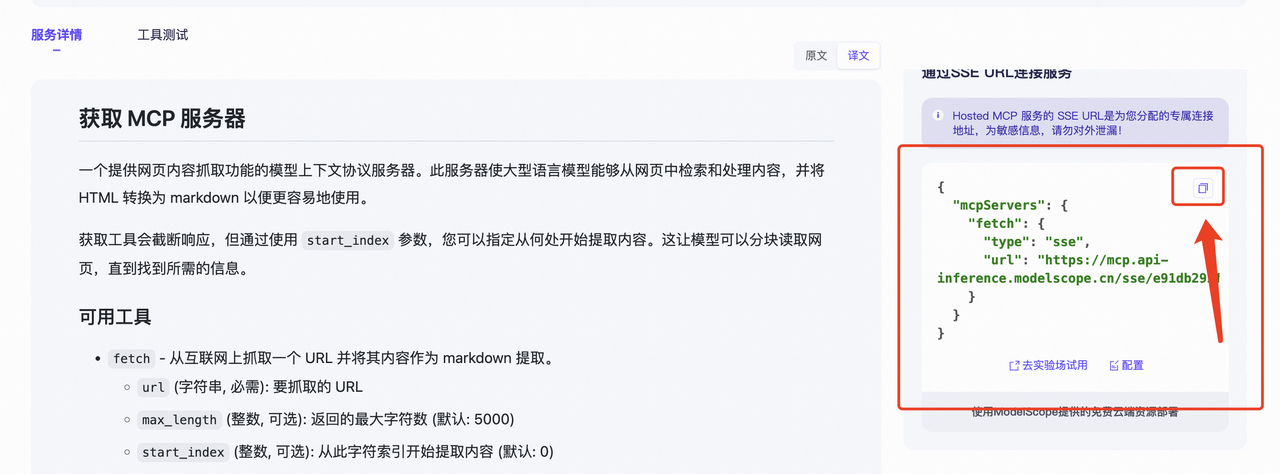 服务详情
工具测试
原文
译文
获取 MCP 服务器
一个提供网页内容抓取功能的模型上下文协议服务器。此服务器使大型语言模型能够从网页中检索和处理内容，并将
HTML 转换为 markdown 以便更容易地使用。
获取工具会截断响应，但通过使用 start_index 参数，您可以指定从何处开始提取内容。这让模型可以分块读取网
页，直到找到所需的信息。
可用工具
• fetch - 从互联网上抓取一个 URL 并将其内容作为 markdown 提取。
◦ url (字符串, 必需): 要抓取的 URL
◦ max_length (整数, 可选): 返回的最大字符数 (默认: 5000)
◦ start_index (整数, 可选): 从此字符索引开始提取内容 (默认: 0)
通过SSE URL连接服务
Hosted MCP 服务的 SSE URL是为您分配的专属连接
地址，为敏感信息，请勿对外泄漏！
{
"mcpServers": {
"fetch": {
"type": "sse",
"url": "https://mcp.api-
inference.modelscope.cn/sse/e91db29
}
}
}
去实验场试用
配置
使用ModelScope提供的免费云端资源部署